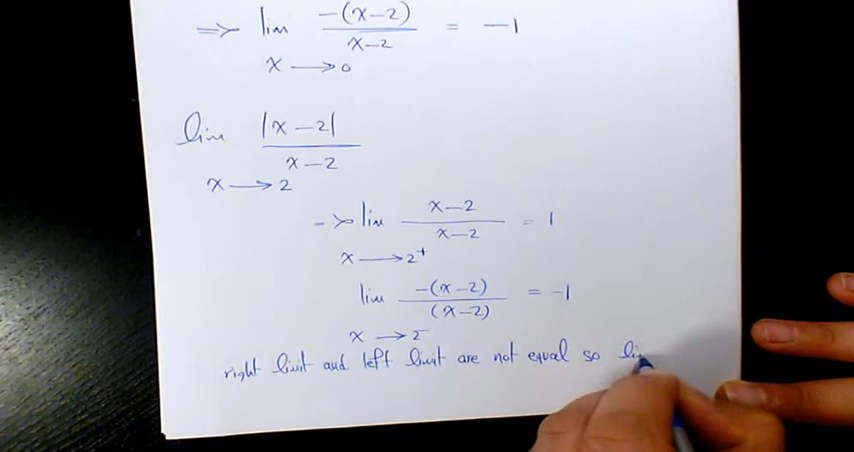 => lim -(x-2)/x-2 = -1
x → 0
lim |x-2|/x-2
x → 2
-> lim x-2/x-2 = 1
x → 2⁺
lim -(x-2)/(x-2) = -1
x → 2⁻
right limit and left limit are not equal so li